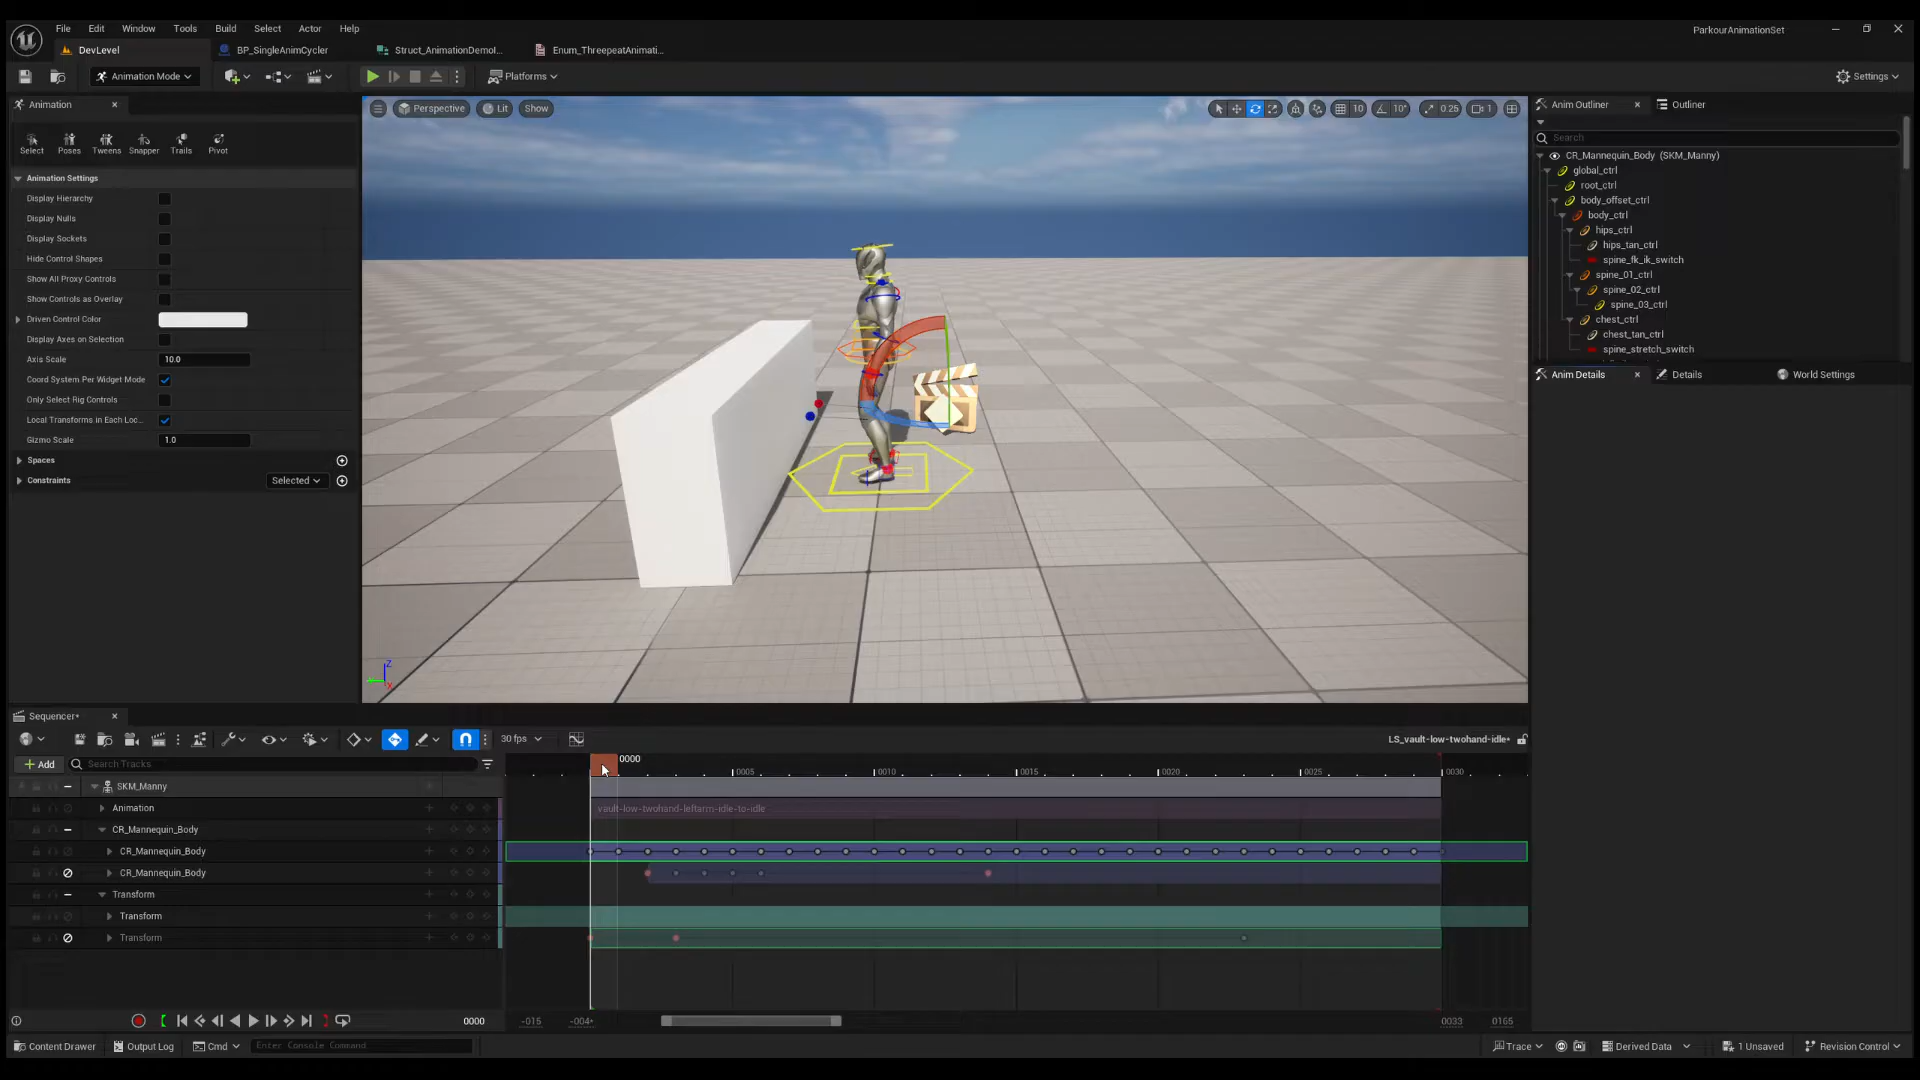 File Edit Window Tools Build Select Actor Help
ParkourAnimationSet
DevLevel BP_SingleAnimCycler Struct_AnimationDemoI... Enum_ThreepeatAnimati...
Animation Mode Platforms Settings
Animation
Select Poses Tweens Snapper Trails Pivot
Animation Settings
Display Hierarchy
Display Nulls
Display Sockets
Hide Control Shapes
Show All Proxy Controls
Show Controls as Overlay
Driven Control Color
Display Axes on Selection
Axis Scale 10.0
Coord System Per Widget Mode
Only Select Rig Controls
Local Transforms in Each Loc...
Gizmo Scale 1.0
Spaces
Constraints Selected
Perspective Lit Show 10 10° 0.25 1
Z
Anim Outliner Outliner
Search
CR_Mannequin_Body (SKM_Manny)
global_ctrl
root_ctrl
body_offset_ctrl
body_ctrl
hips_ctrl
hips_tan_ctrl
spine_fk_ik_switch
spine_01_ctrl
spine_02_ctrl
spine_03_ctrl
chest_ctrl
chest_tan_ctrl
spine_stretch_switch
Anim Details Details World Settings
Sequencer*
30 fps LS_vault-low-twohand-idle*
Add Search Tracks
0000 0005 0010 0015 0020 0025 0030
SKM_Manny
Animation vault-low-twohand-leftarm-idle-to-idle
CR_Mannequin_Body
CR_Mannequin_Body
CR_Mannequin_Body
Transform
Transform
Transform
0000 -015 -004* 0033 0165
Content Drawer Output Log Cmd Enter Console Command Trace Derived Data 1 Unsaved Revision Control